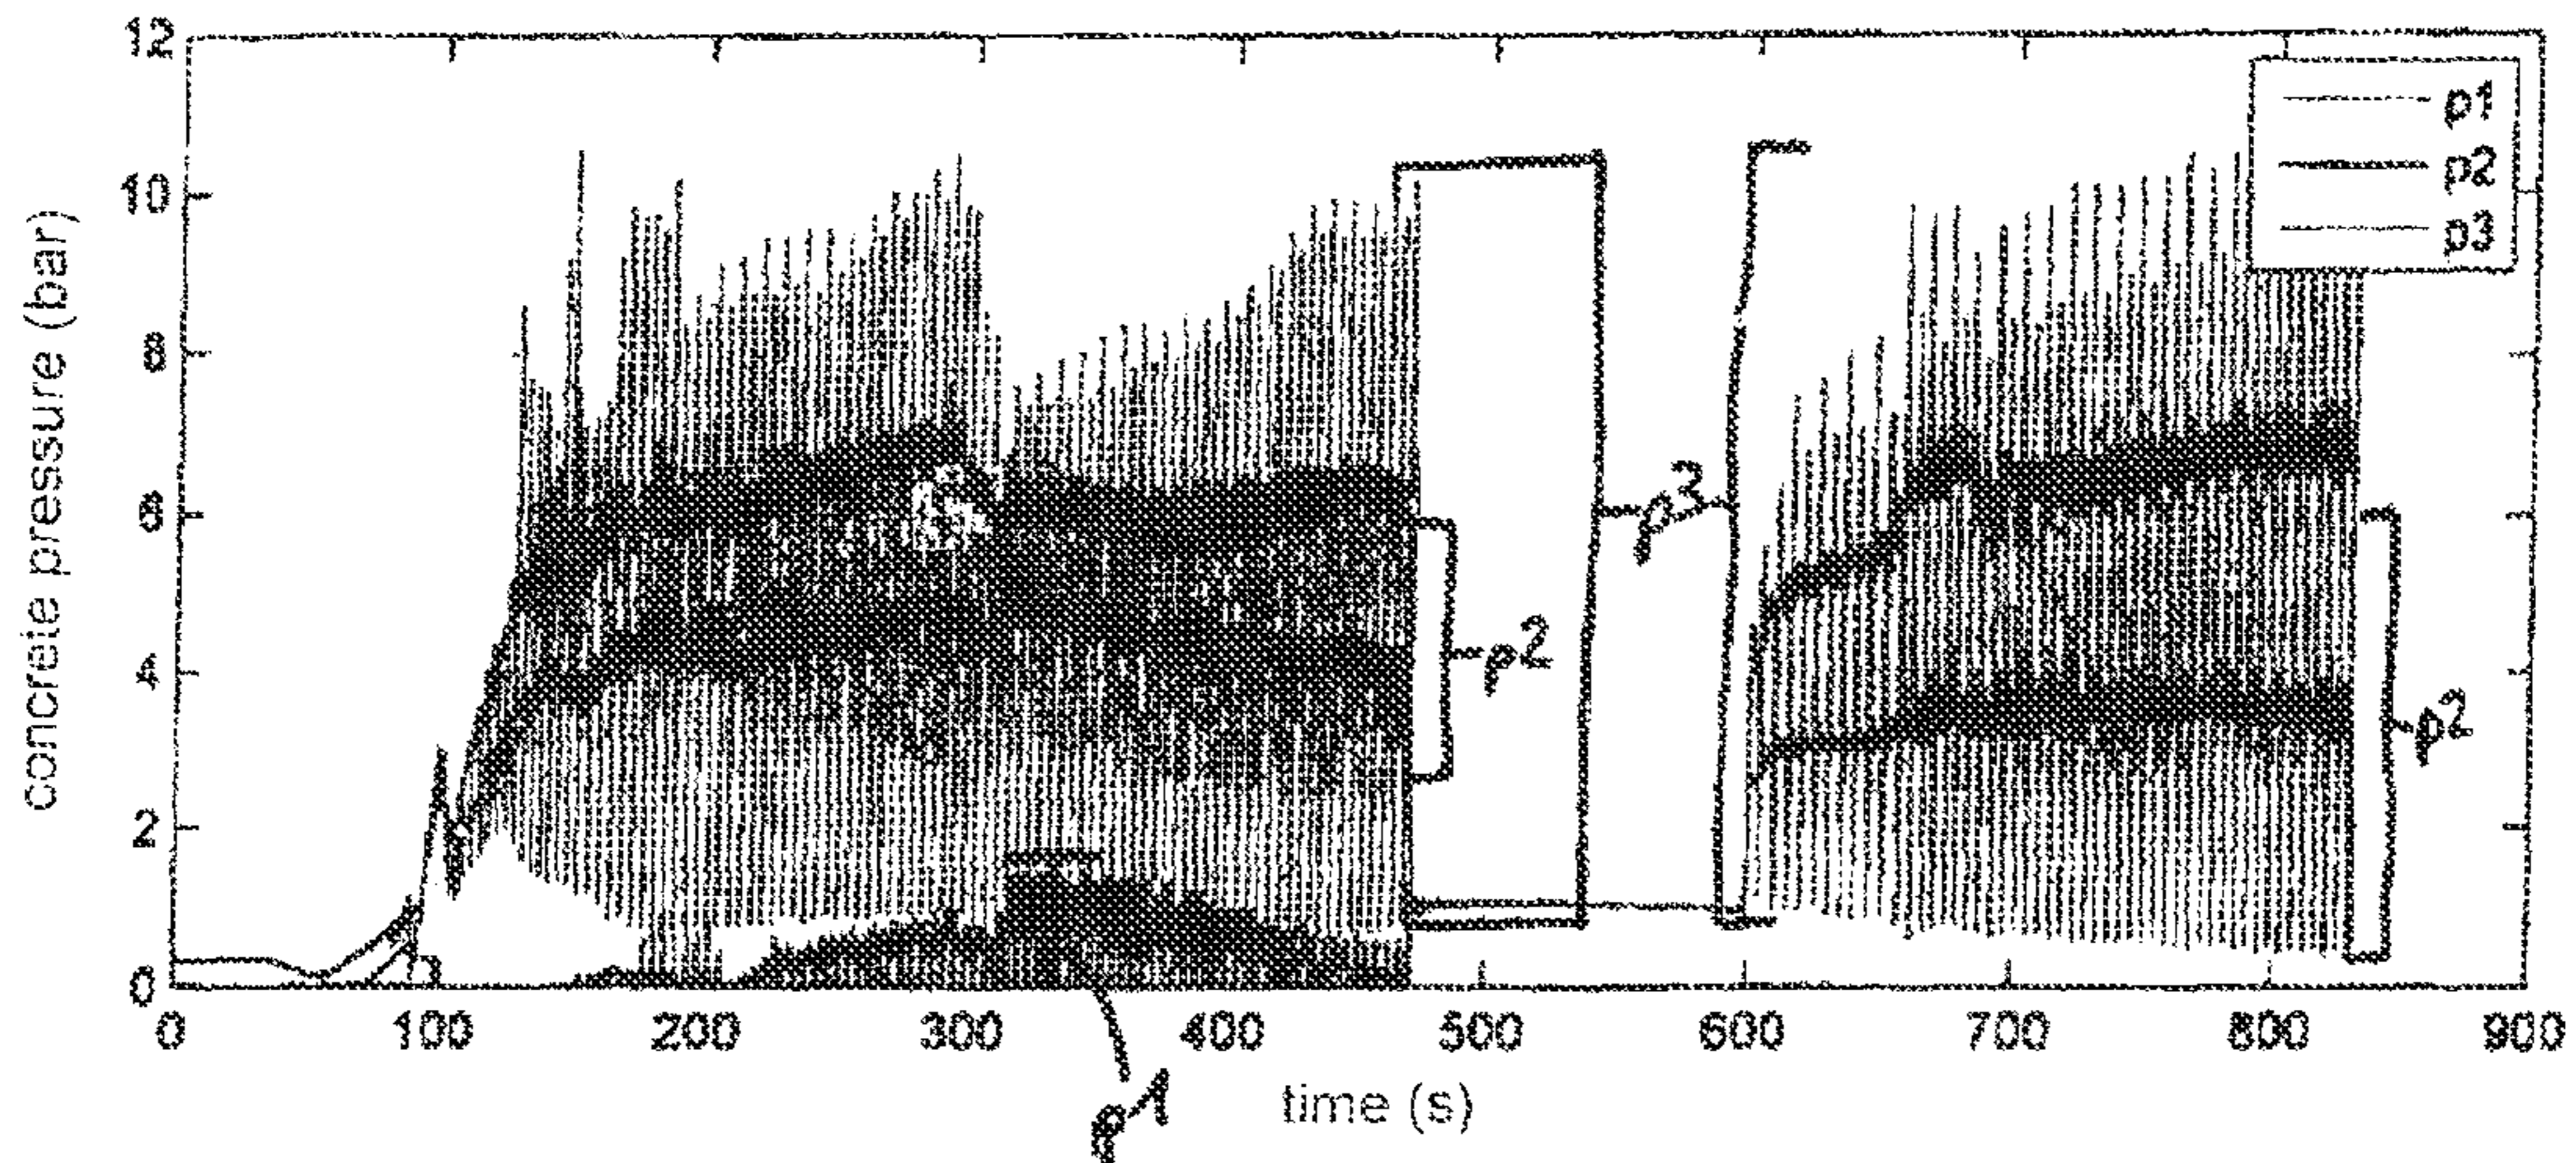 concrete pressure (bar)
12
10
8
6
4
2
0
p1
p2
p3
p3
p2
p2
0 100 200 300 400 500 600 700 800 900
p1
time (s)